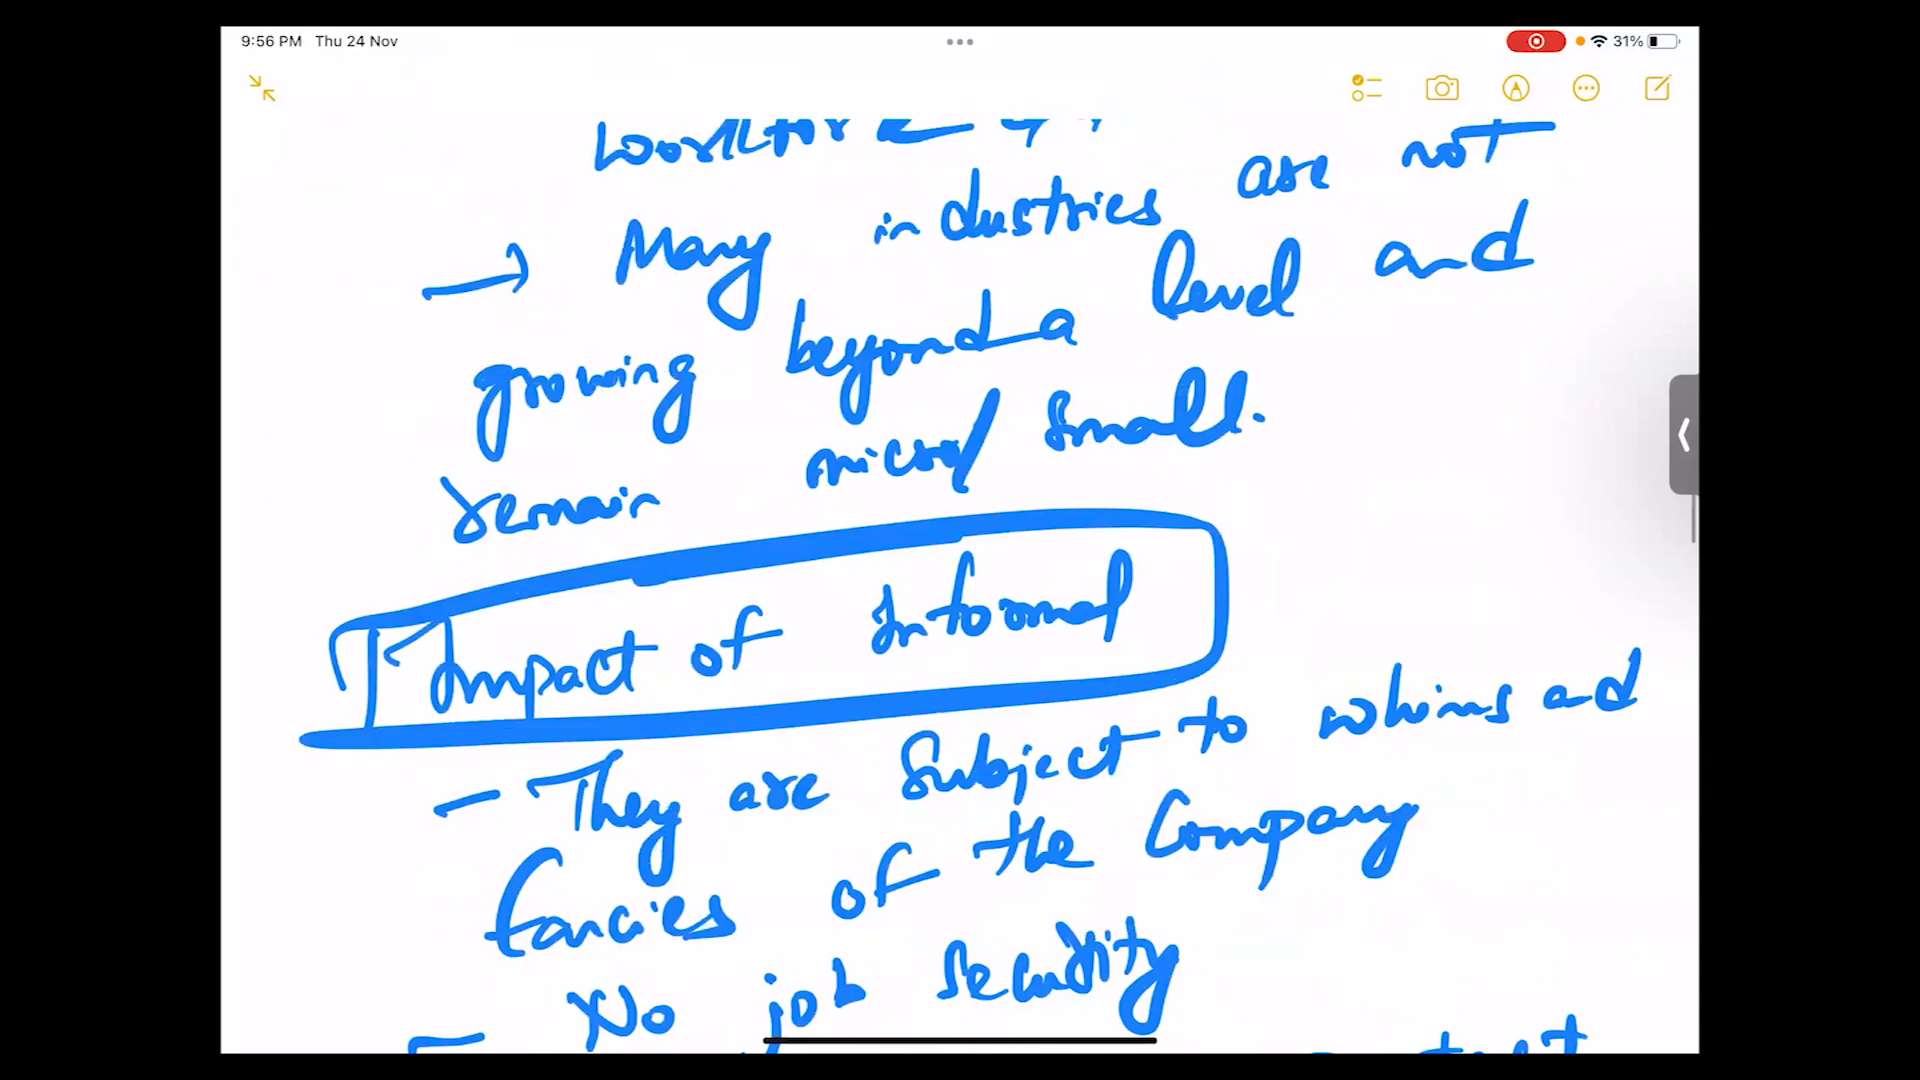 9:56 PM Thu 24 Nov
31%
→ Many industries are not
growing beyond a level and
remain micro/ small.
Impact of Informal
- They are subject to whims and
fancies of the Company
- No job security